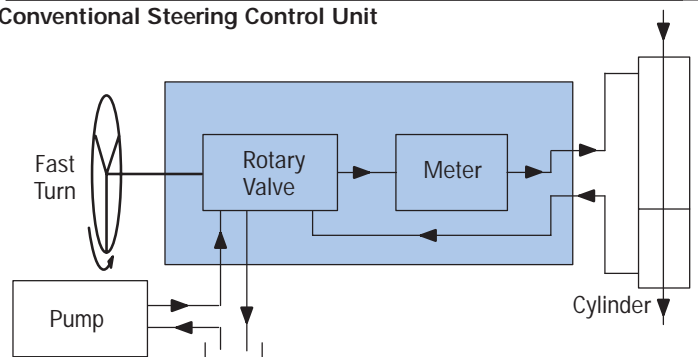 Conventional Steering Control Unit
Fast
Turn
Rotary
Valve
Meter
Pump
Cylinder